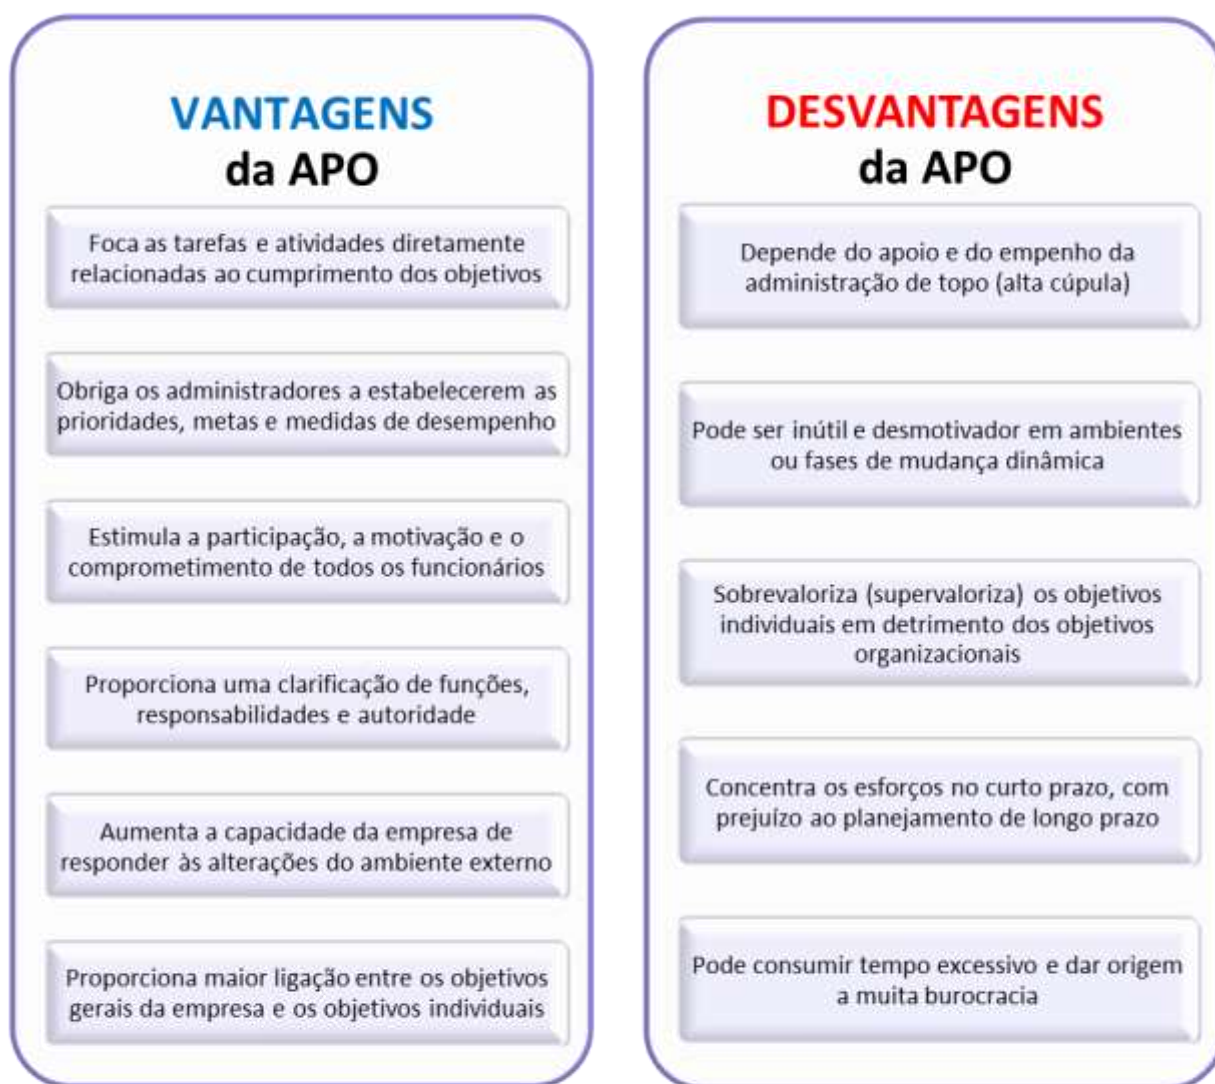 VANTAGENS
da APO
Foca as tarefas e atividades diretamente
relacionadas ao cumprimento dos objetivos
Obriga os administradores a estabelecerem as
prioridades, metas e medidas de desempenho
Estimula a participação, a motivação e o
comprometimento de todos os funcionários
Proporciona uma clarificação de funções,
responsabilidades e autoridade
Aumenta a capacidade da empresa de
responder às alterações do ambiente externo
Proporciona maior ligação entre os objetivos
gerais da empresa e os objetivos individuais
DESVANTAGENS
da APO
Depende do apoio e do empenho da
administração de topo (alta cúpula)
Pode ser inútil e desmotivador em ambientes
ou fases de mudança dinâmica
Sobrevaloriza (supervaloriza) os objetivos
individuais em detrimento dos objetivos
organizacionais
Concentra os esforços no curto prazo, com
prejuízo ao planejamento de longo prazo
Pode consumir tempo excessivo e dar origem
a muita burocracia